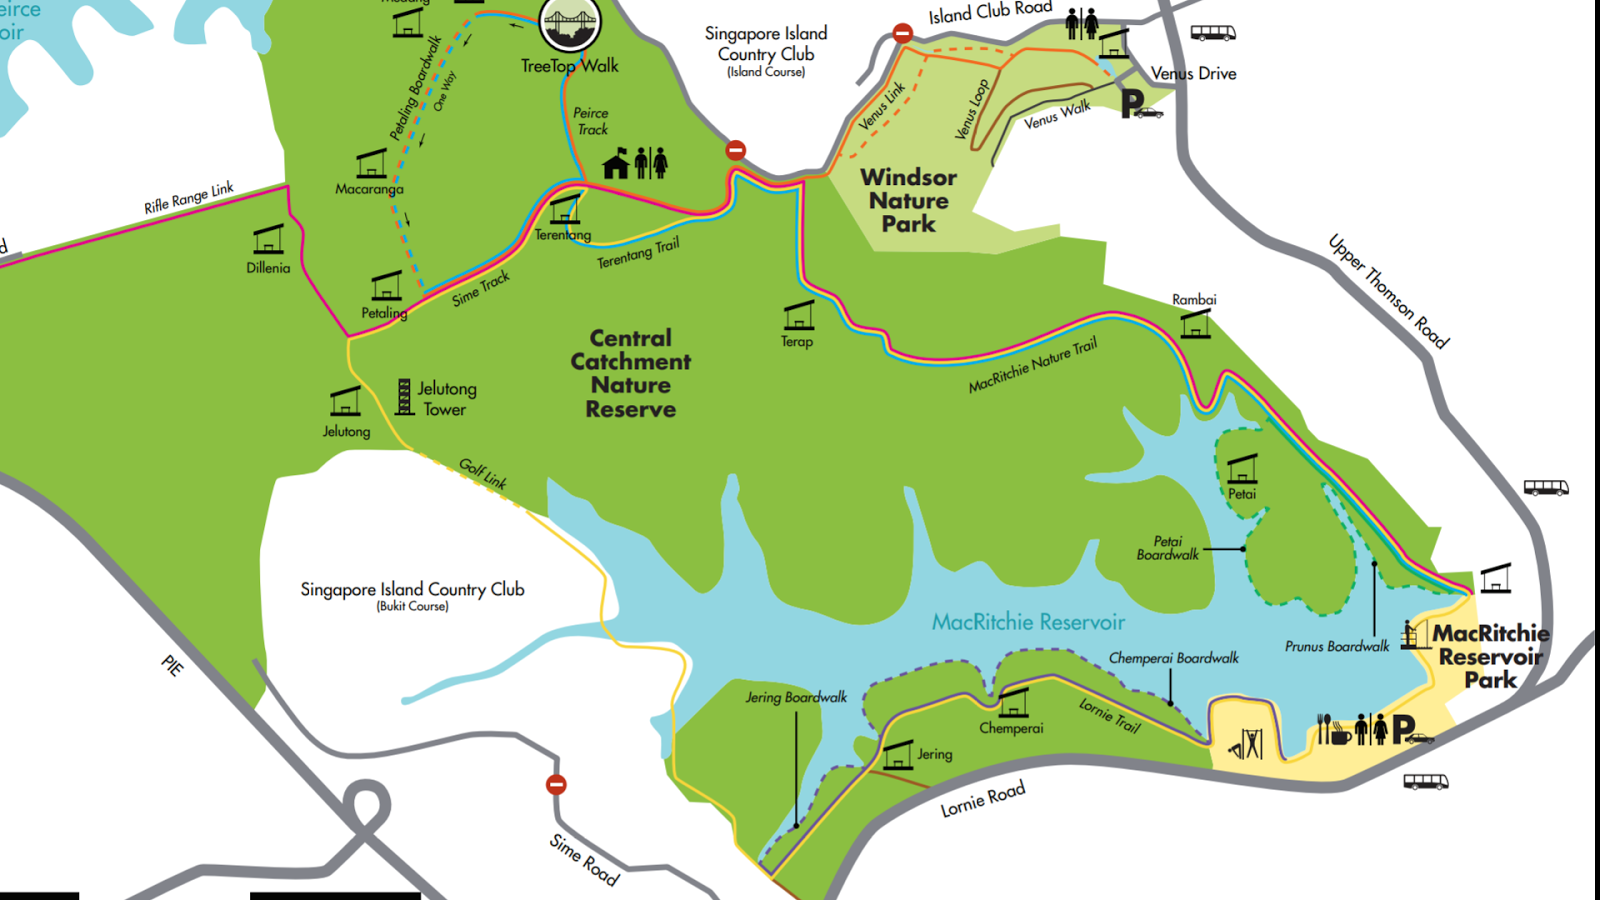 Peirce
TreeTop Walk
Petaling Boardwalk
One Way
Peirce
Track
Singapore Island
Country Club
(Island Course)
Island Club Road
Venus Drive
P
Venus Link
Venus Loop
Venus Walk
Windsor
Nature
Park
Macaranga
Rifle Range Link
Dillenia
Terentang
Terentang Trail
Sime Track
Petaling
Upper Thomson Road
Rambai
Terap
MacRitchie Nature Trail
Central
Catchment
Nature
Reserve
Jelutong
Tower
Jelutong
Golf Link
Petai
Petai
Boardwalk
Singapore Island Country Club
(Bukit Course)
MacRitchie Reservoir
Prunus Boardwalk
MacRitchie
Reservoir
Park
PIE
Chemperai Boardwalk
Jering Boardwalk
Lornie Trail
Chemperai
P
Jering
Lornie Road
Sime Road